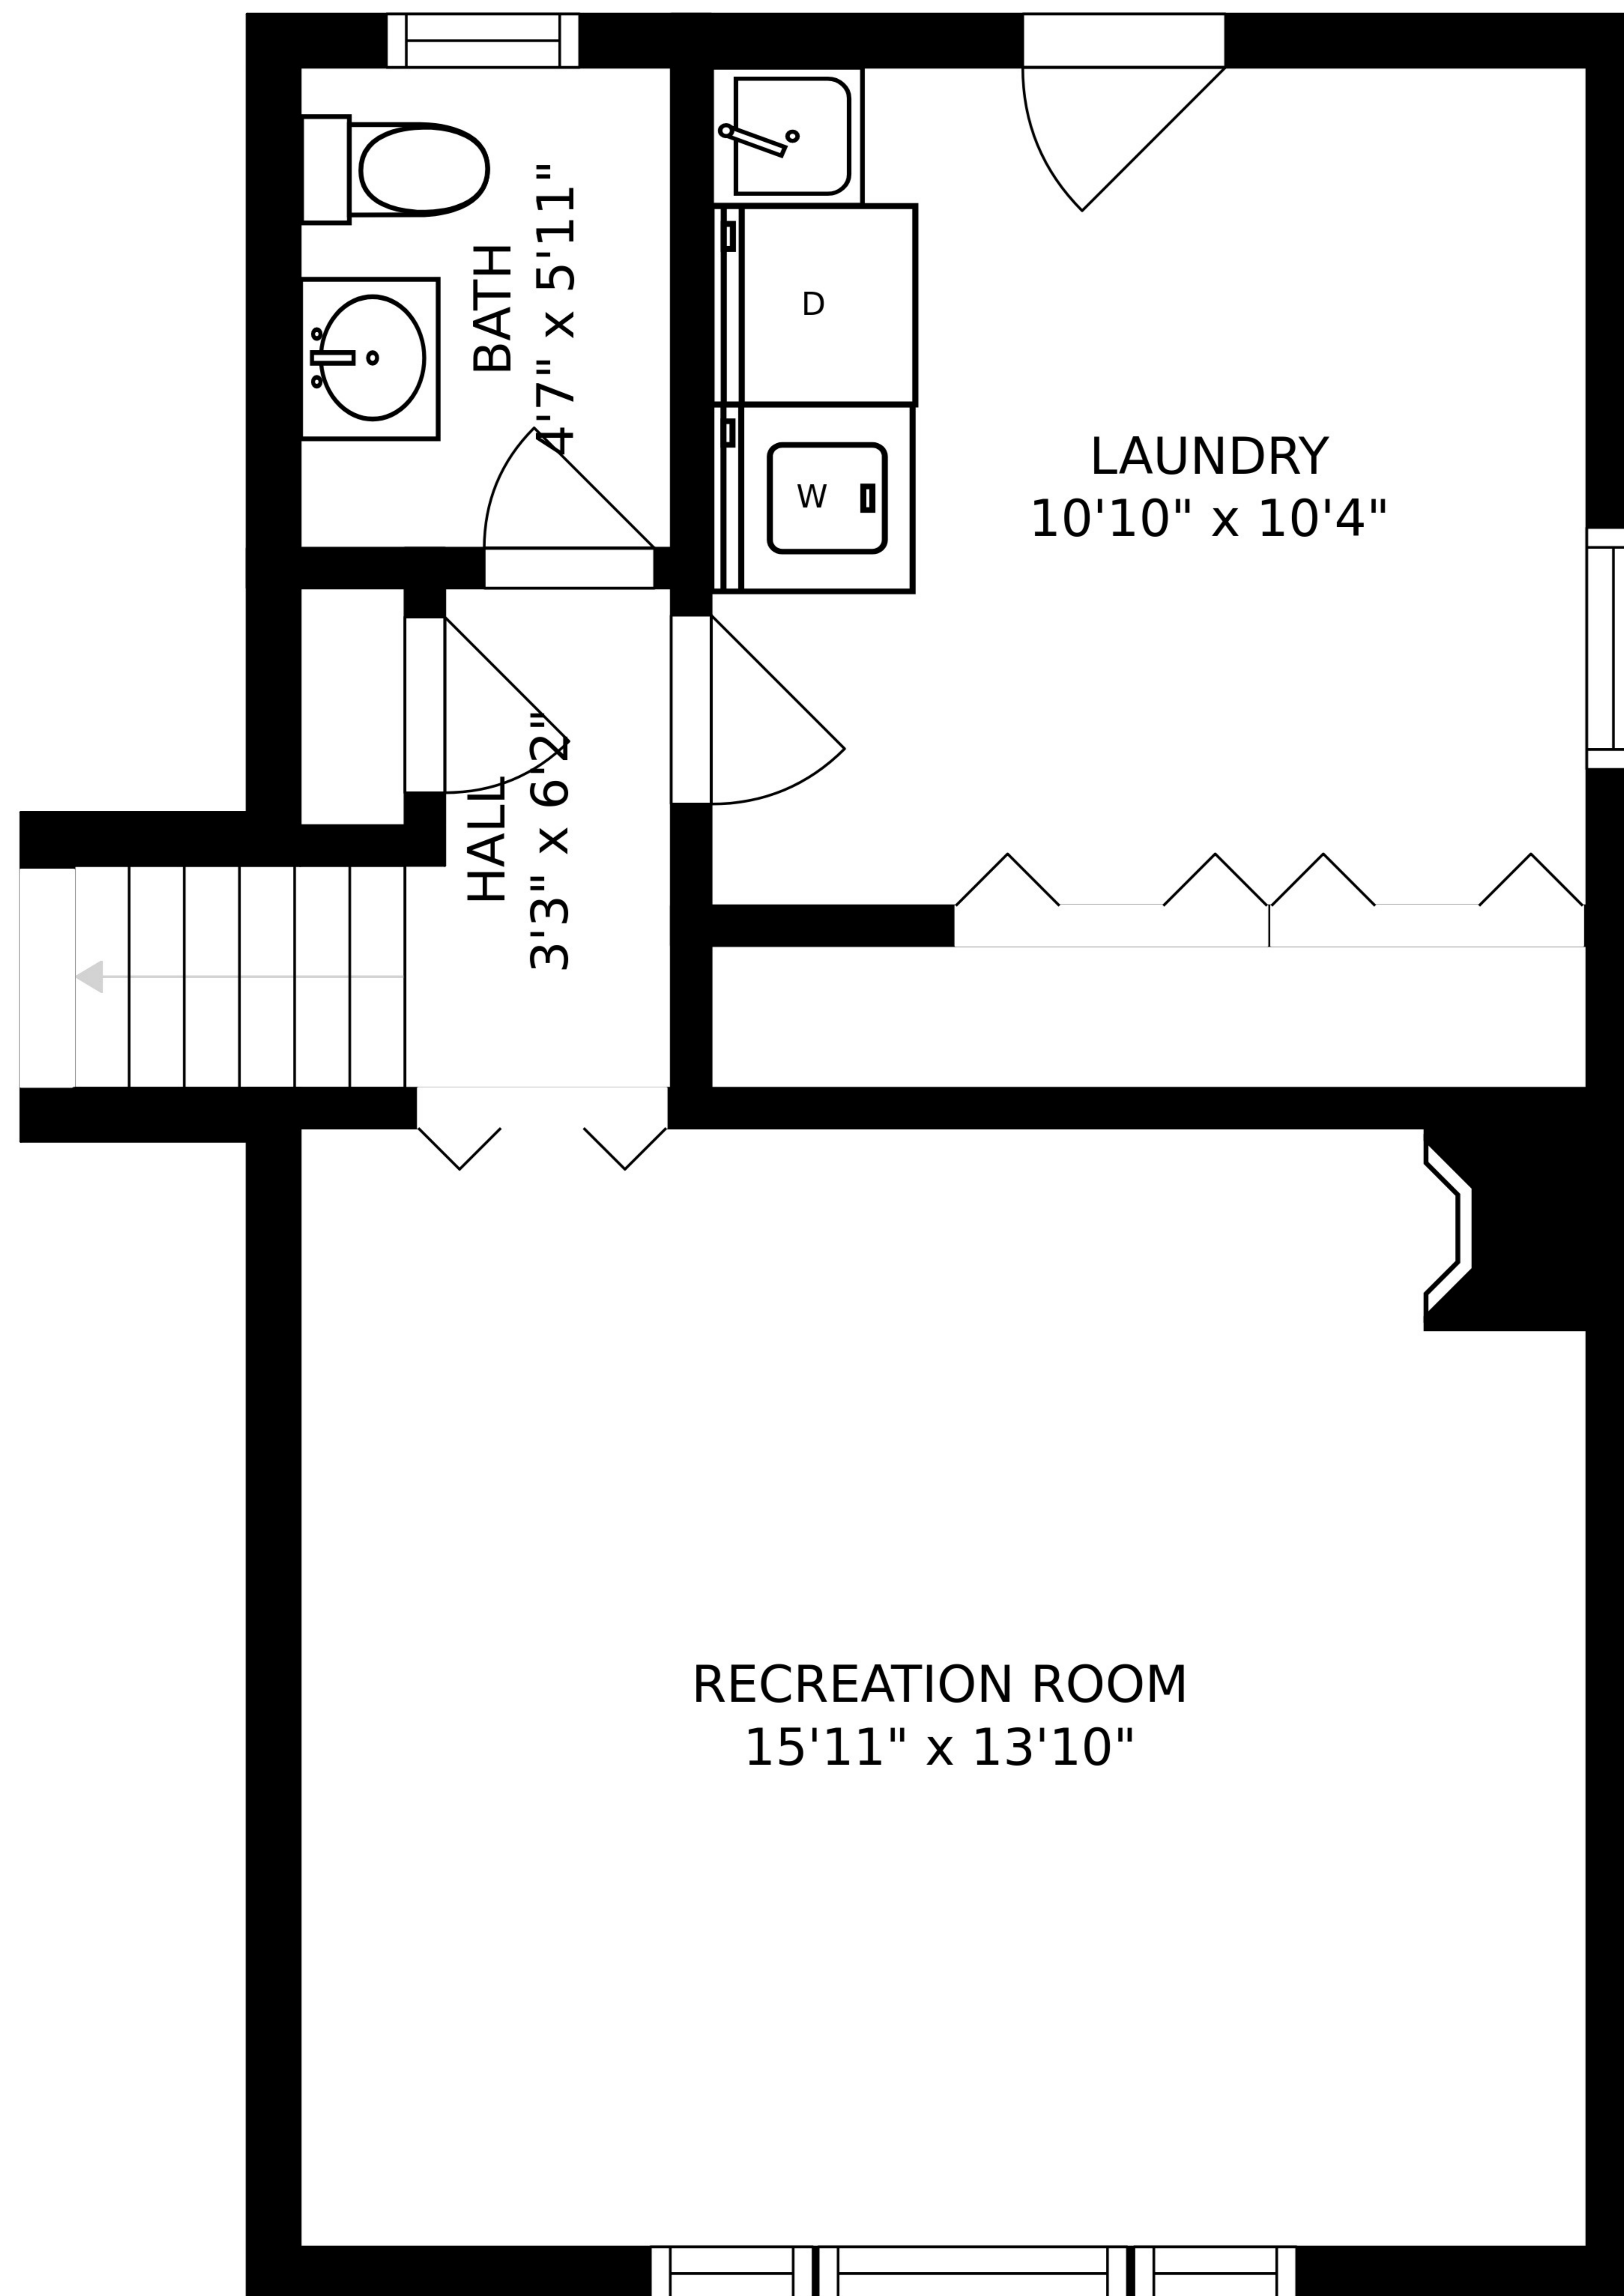 BATH
4'7" x 5'11"
D
W
LAUNDRY
10'10" x 10'4"
HALL
3'3" x 6'2"
RECREATION ROOM
15'11" x 13'10"